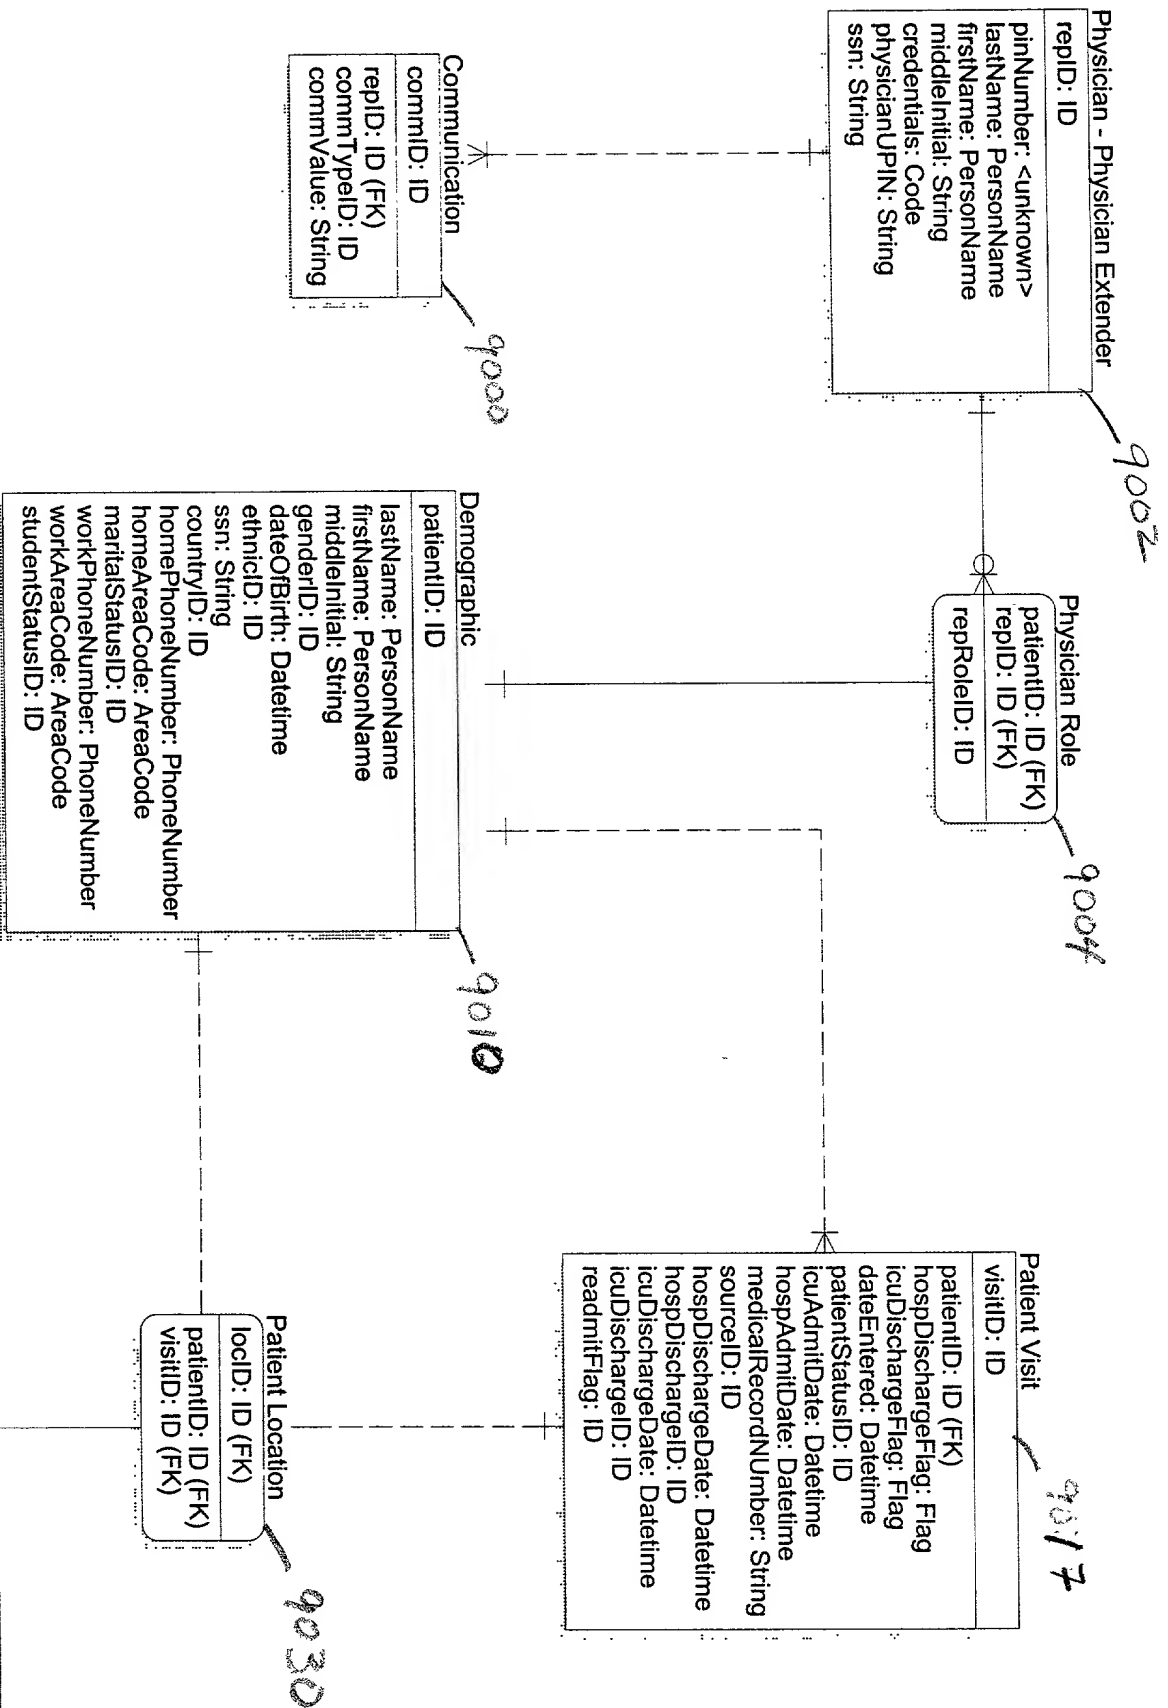 Physician - Physician Extender
repID: ID
pinNumber: <unknown>
lastName: PersonName
firstName: PersonName
middleInitial: String
credentials: Code
physicianUPIN: String
ssn: String
9002
Communication
commID: ID
repID: ID (FK)
commTypeID: ID
commValue: String
9000
Physician Role
patientID: ID (FK)
repID: ID (FK)
repRoleID: ID
9004
Demographic
patientID: ID
lastName: PersonName
firstName: PersonName
middleInitial: String
genderID: ID
dateOfBirth: Datetime
ethnicID: ID
ssn: String
countryID: ID
homePhoneNumber: PhoneNumber
homeAreaCode: AreaCode
maritalStatusID: ID
workPhoneNumber: PhoneNumber
workAreaCode: AreaCode
studentStatusID: ID
9010
Patient Visit
visitID: ID
patientID: ID (FK)
hospDischargeFlag: Flag
icuDischargeFlag: Flag
dateEntered: Datetime
patientStatusID: ID
icuAdmitDate: Datetime
hospAdmitDate: Datetime
medicalRecordNUmber: String
sourceID: ID
hospDischargeDate: Datetime
hospDischargeID: ID
icuDischargeDate: Datetime
icuDischargeID: ID
readmitFlag: ID
9017
Patient Location
locID: ID (FK)
patientID: ID (FK)
visitID: ID (FK)
9030